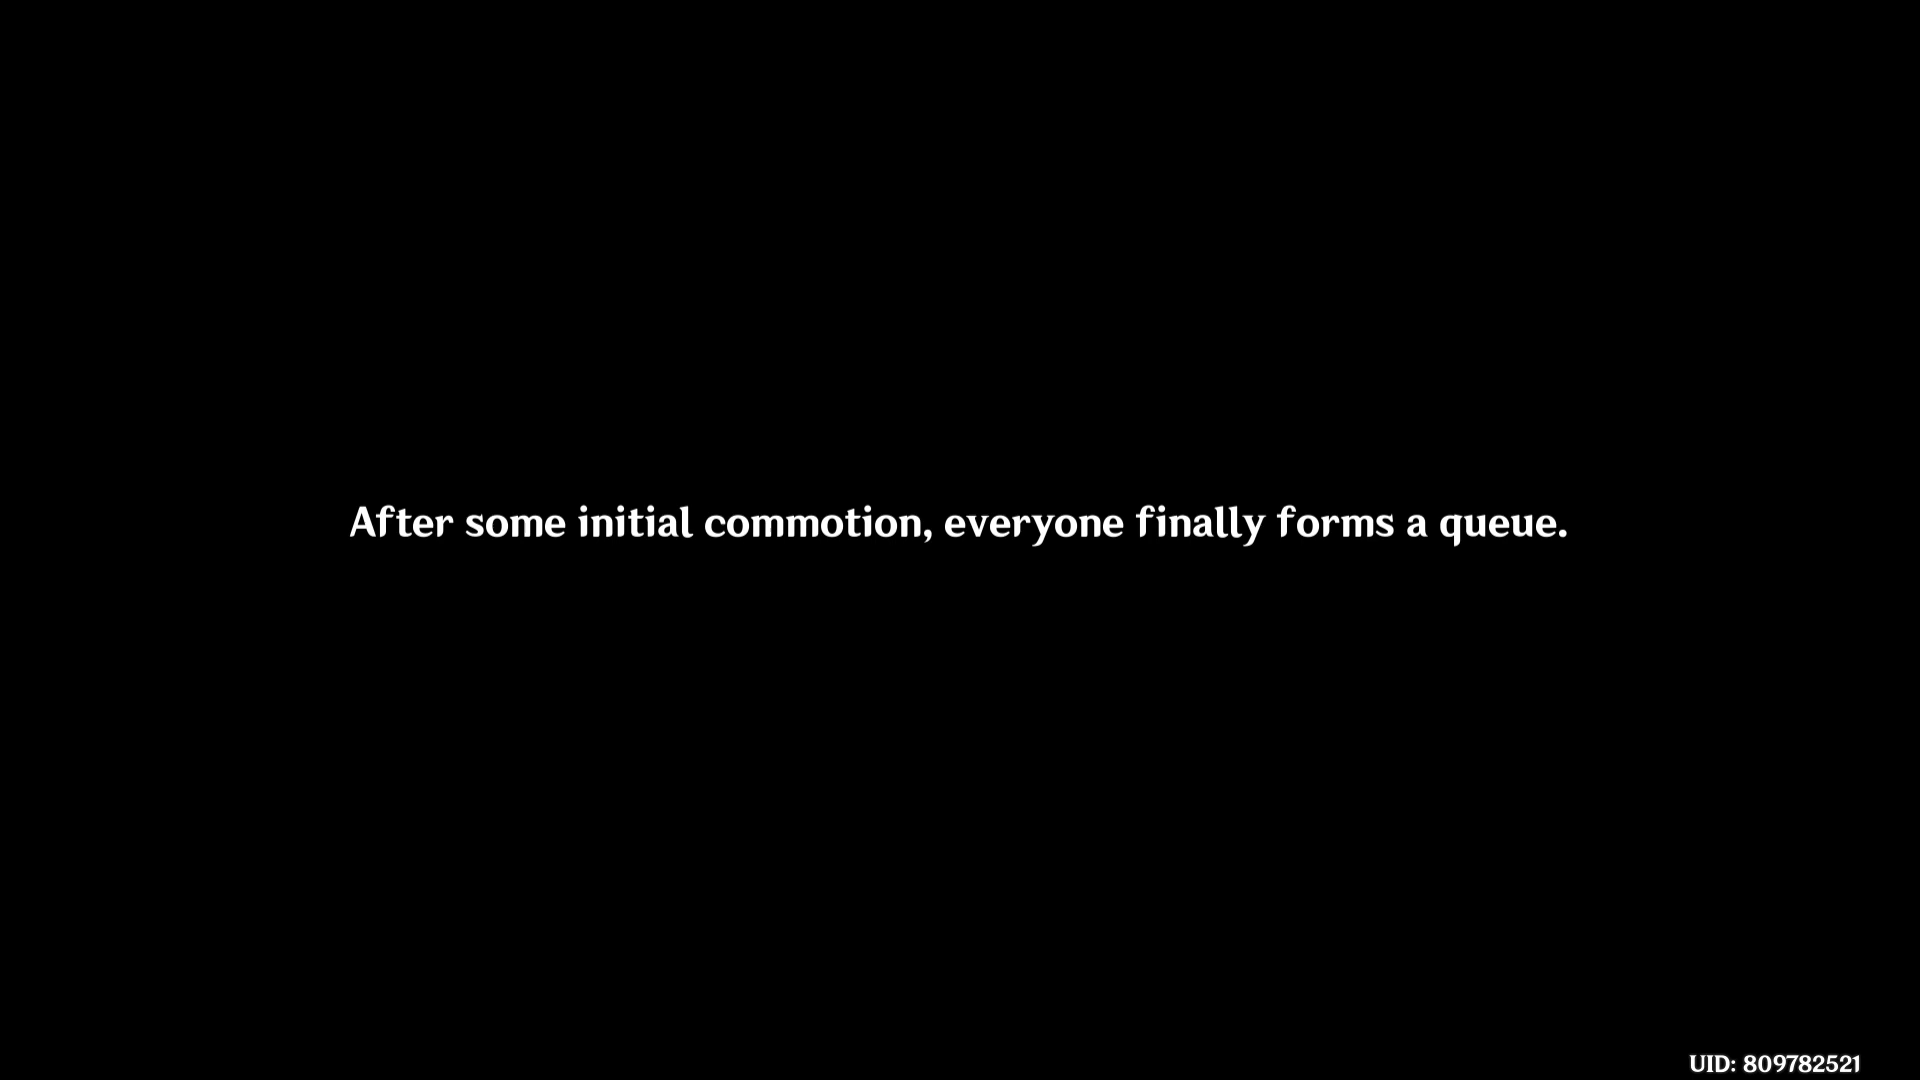 After some initial commotion, everyone finally forms a queue.
UID: 809782521